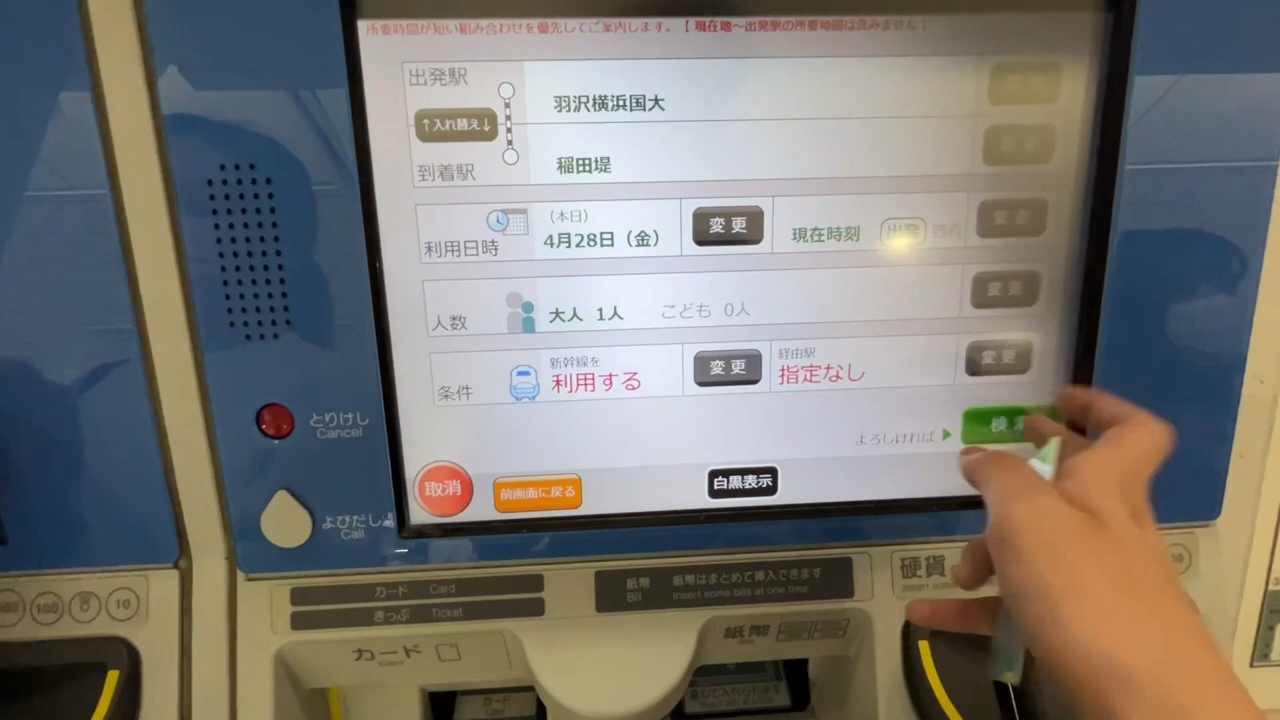 所要時間が短い組み合わせを優先してご案内します。【 現在地～出発駅の所要時間は含みません 】
出発駅
羽沢横浜国大
↑入れ替え↓
到着駅
稲田堤
利用日時
(本日)
4月28日（金）
変更
現在時刻
出発
変更
人数
大人 1人
こども 0人
変更
条件
新幹線を
利用する
変更
経由駅
指定なし
変更
よろしければ
検索
取消
前画面に戻る
白黒表示
とりけし
Cancel
よびだし
Call
カード Card
きっぷ Ticket
紙幣 紙幣はまとめて挿入できます
Bill Insert some bills at one time
硬貨
100
10
カード
紙幣
カード